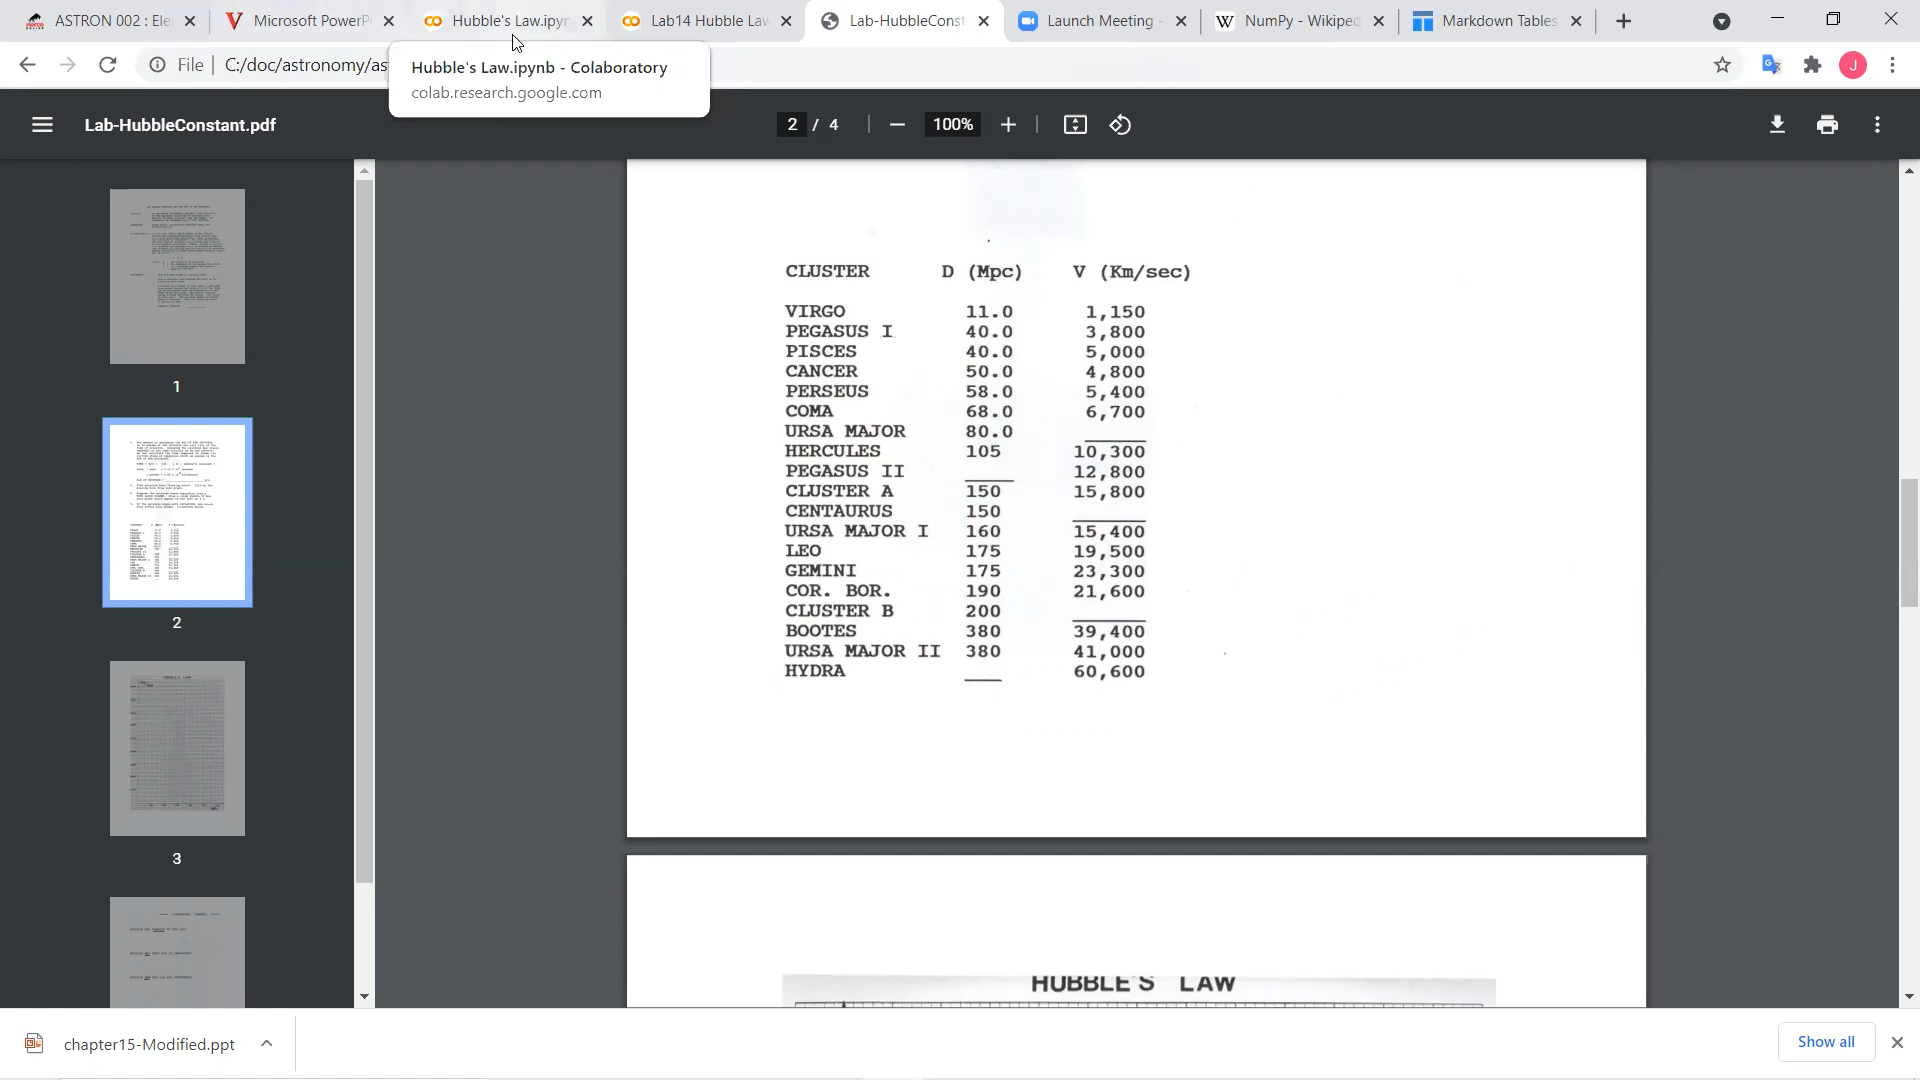 ASTRON 002 : Ele
Microsoft PowerP
Hubble's Law.ipyn
Lab14 Hubble Law
Lab-HubbleConst
Launch Meeting -
NumPy - Wikiped
Markdown Tables
File
C:/doc/astronomy/as
J
Hubble's Law.ipynb - Colaboratory
colab.research.google.com
Lab-HubbleConstant.pdf
2 / 4
100%
CLUSTER D (Mpc) V (Km/sec)
VIRGO 11.0 1,150
PEGASUS I 40.0 3,800
PISCES 40.0 5,000
CANCER 50.0 4,800
PERSEUS 58.0 5,400
COMA 68.0 6,700
URSA MAJOR 80.0 ______
HERCULES 105 10,300
PEGASUS II ____ 12,800
CLUSTER A 150 15,800
CENTAURUS 150 ______
URSA MAJOR I 160 15,400
LEO 175 19,500
GEMINI 175 23,300
COR. BOR. 190 21,600
CLUSTER B 200 ______
BOOTES 380 39,400
URSA MAJOR II 380 41,000
HYDRA ___ 60,600
HUBBLE'S LAW
1
2
3
chapter15-Modified.ppt
Show all